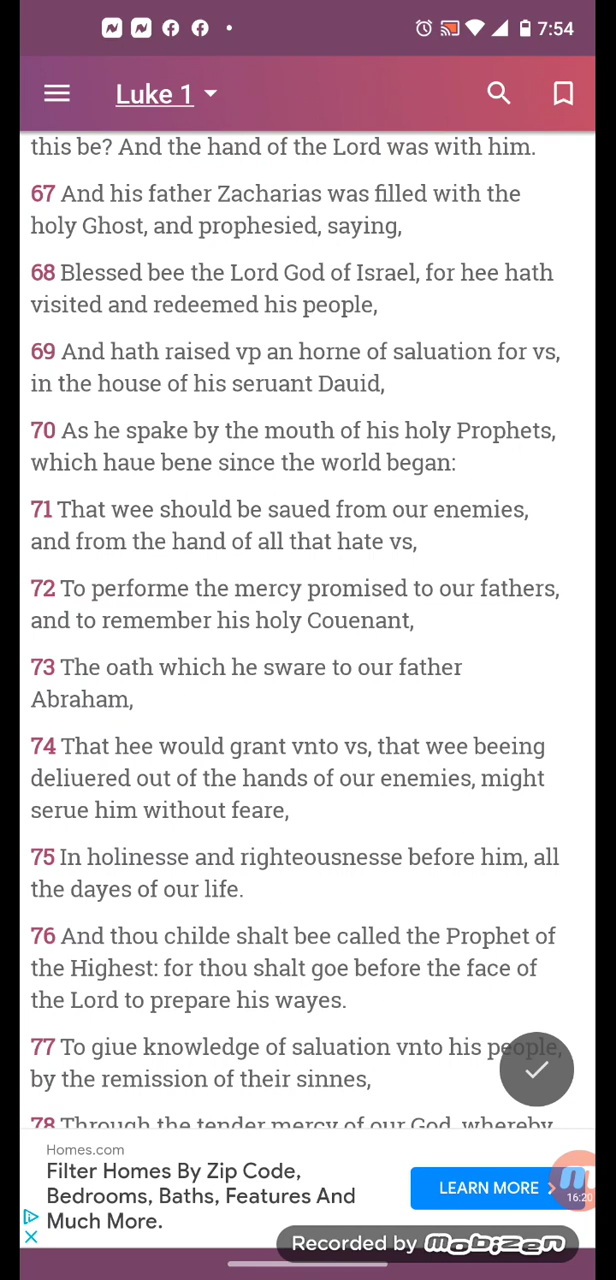 7:54
Luke 1
this be? And the hand of the Lord was with him.
67 And his father Zacharias was filled with the
holy Ghost, and prophesied, saying,
68 Blessed bee the Lord God of Israel, for hee hath
visited and redeemed his people,
69 And hath raised vp an horne of saluation for vs,
in the house of his seruant Dauid,
70 As he spake by the mouth of his holy Prophets,
which haue bene since the world began:
71 That wee should be saued from our enemies,
and from the hand of all that hate vs,
72 To performe the mercy promised to our fathers,
and to remember his holy Couenant,
73 The oath which he sware to our father
Abraham,
74 That hee would grant vnto vs, that wee beeing
deliuered out of the hands of our enemies, might
serue him without feare,
75 In holinesse and righteousnesse before him, all
the dayes of our life.
76 And thou childe shalt bee called the Prophet of
the Highest: for thou shalt goe before the face of
the Lord to prepare his wayes.
77 To giue knowledge of saluation vnto his people,
by the remission of their sinnes,
78 Through the tender mercy of our God, whereby
Homes.com
Filter Homes By Zip Code,
Bedrooms, Baths, Features And
Much More.
LEARN MORE
16:20
Recorded by mobizen